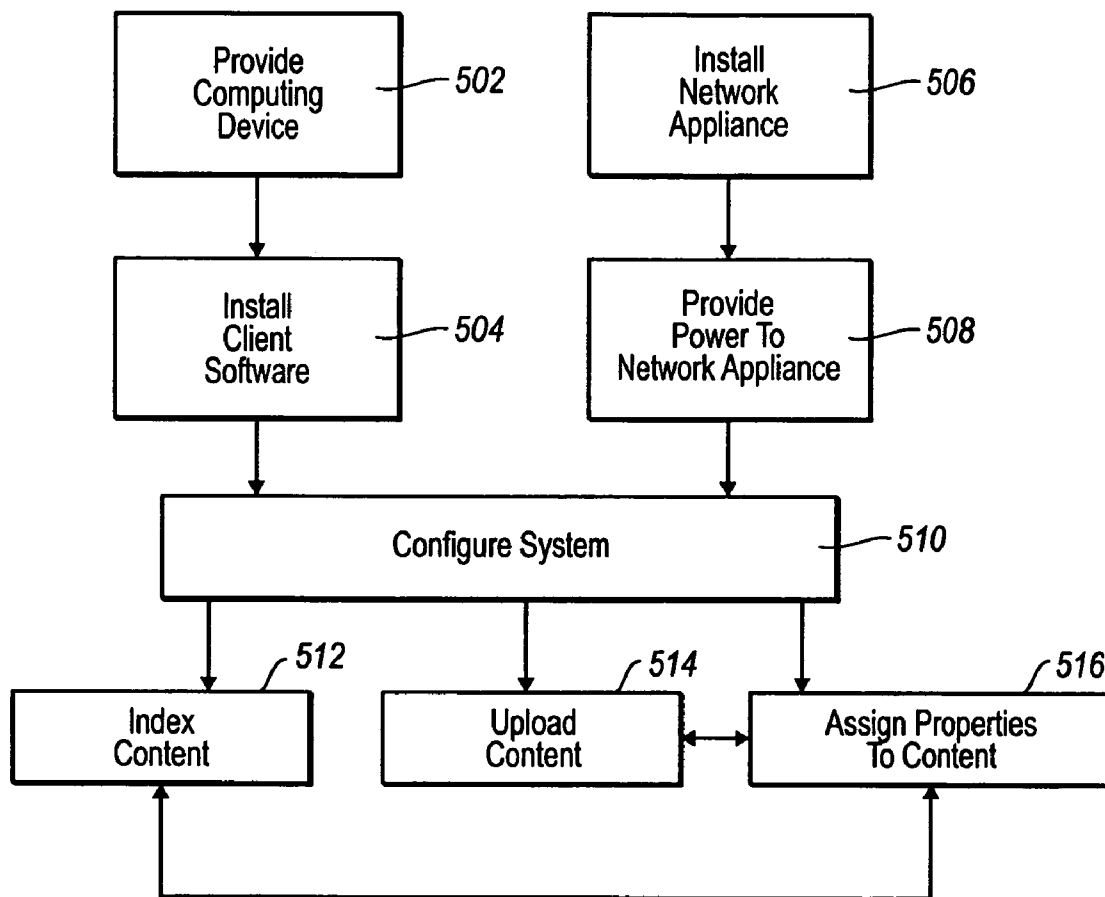 Provide
Computing
Device
502
Install
Network
Appliance
506
Install
Client
Software
504
Provide
Power To
Network Appliance
508
Configure System
510
512
Index
Content
514
Upload
Content
516
Assign Properties
To Content